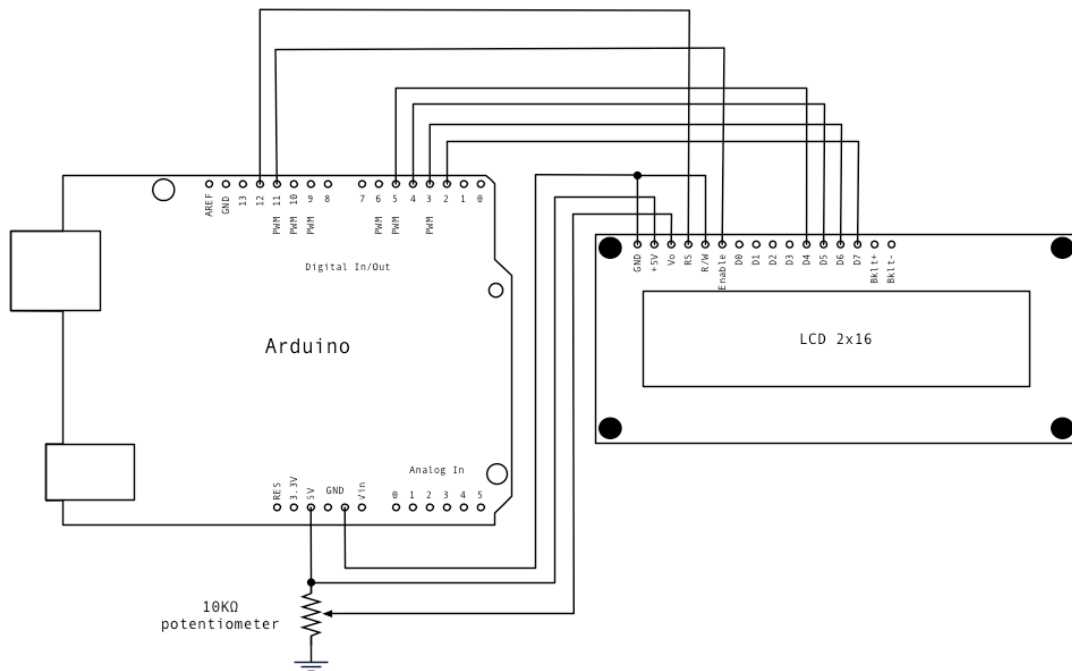 AREF
GND
13
12
PWM 11
PWM 10
PWM 9
8
7
PWM 6
PWM 5
4
PWM 3
2
1
0
Digital In/Out
Arduino
GND
+5V
Vo
RS
R/W
Enable
D0
D1
D2
D3
D4
D5
D6
D7
Bklt+
Bklt-
LCD 2x16
Analog In
RES
3.3V
5V
GND
Vin
0 1 2 3 4 5
10KΩ
potentiometer